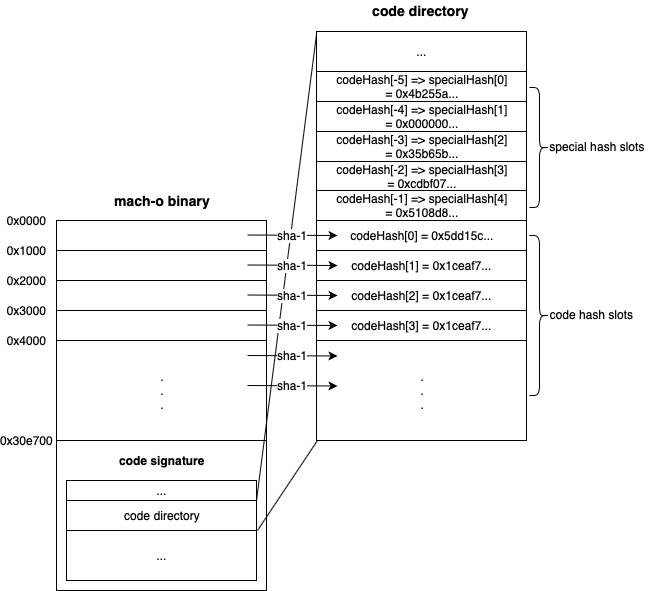 code directory
...
codeHash[-5] => specialHash[0]
= 0x4b255a...
codeHash[-4] => specialHash[1]
= 0x000000...
codeHash[-3] => specialHash[2]
= 0x35b65b...
codeHash[-2] => specialHash[3]
= 0xcdbf07...
codeHash[-1] => specialHash[4]
= 0x5108d8...
special hash slots
mach-o binary
0x0000
sha-1
codeHash[0] = 0x5dd15c...
0x1000
sha-1
codeHash[1] = 0x1ceaf7...
0x2000
sha-1
codeHash[2] = 0x1ceaf7...
0x3000
sha-1
codeHash[3] = 0x1ceaf7...
code hash slots
0x4000
sha-1
sha-1
.
.
.
.
.
.
0x30e700
code signature
...
code directory
...